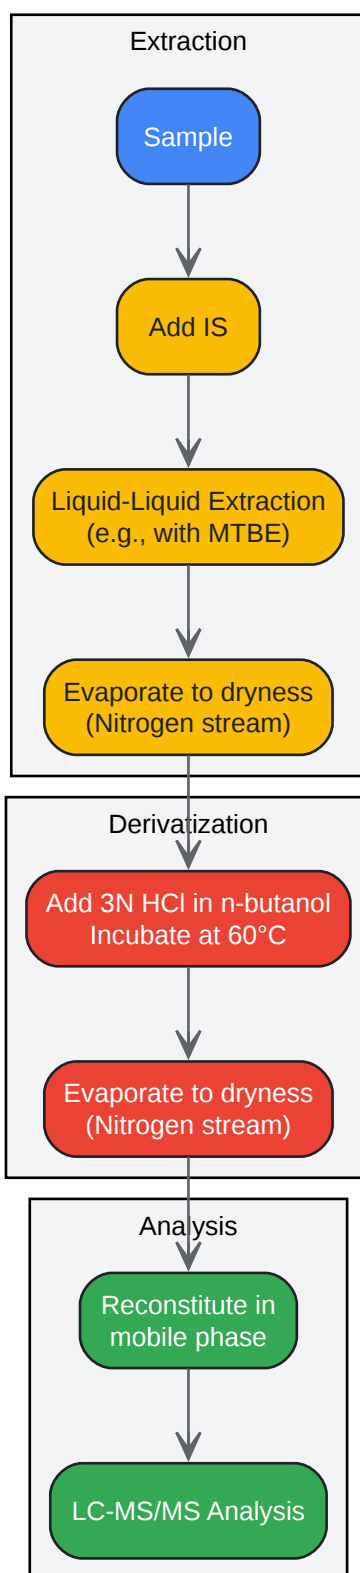 Extraction
Sample
Add IS
Liquid-Liquid Extraction
(e.g., with MTBE)
Evaporate to dryness
(Nitrogen stream)
Derivatization
Add 3N HCl in n-butanol
Incubate at 60°C
Evaporate to dryness
(Nitrogen stream)
Analysis
Reconstitute in
mobile phase
LC-MS/MS Analysis